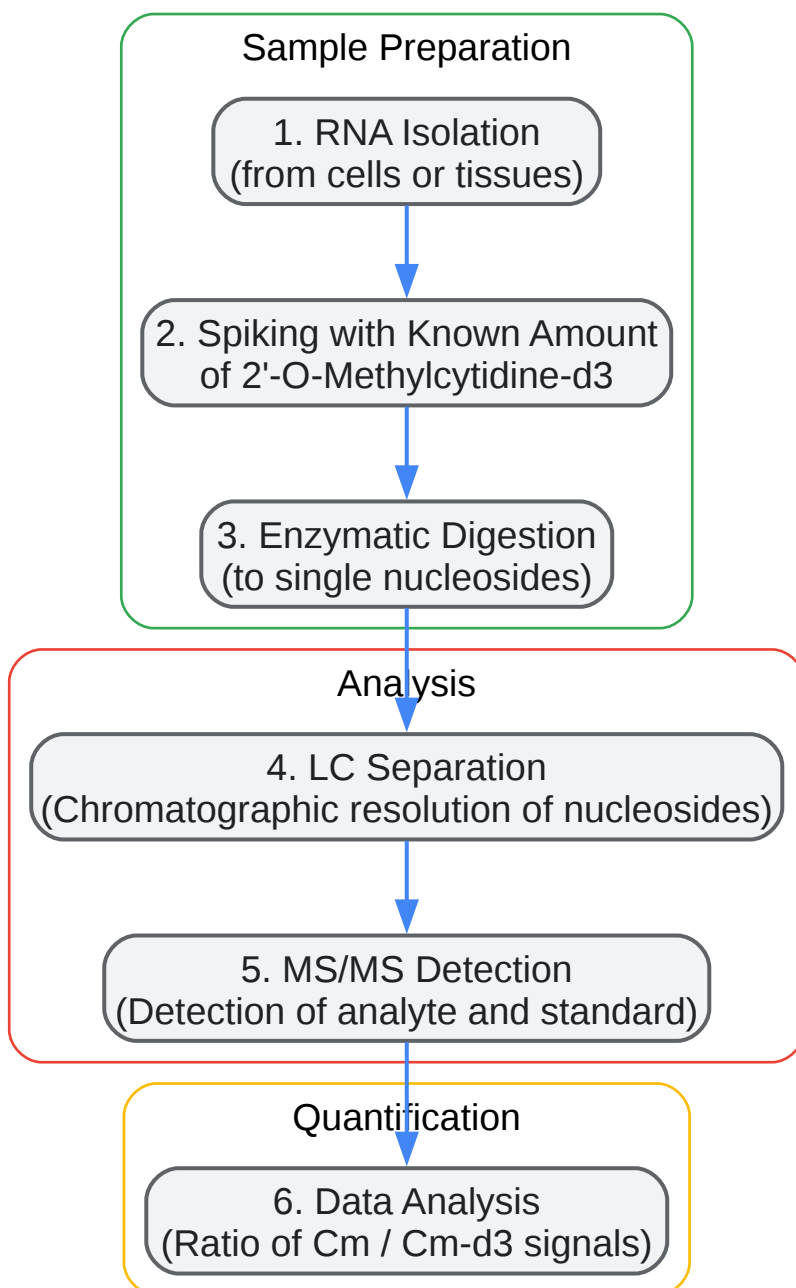 Sample Preparation
1. RNA Isolation
(from cells or tissues)
2. Spiking with Known Amount
of 2'-O-Methylcytidine-d3
3. Enzymatic Digestion
(to single nucleosides)
Analysis
4. LC Separation
(Chromatographic resolution of nucleosides)
5. MS/MS Detection
(Detection of analyte and standard)
Quantification
6. Data Analysis
(Ratio of Cm / Cm-d3 signals)